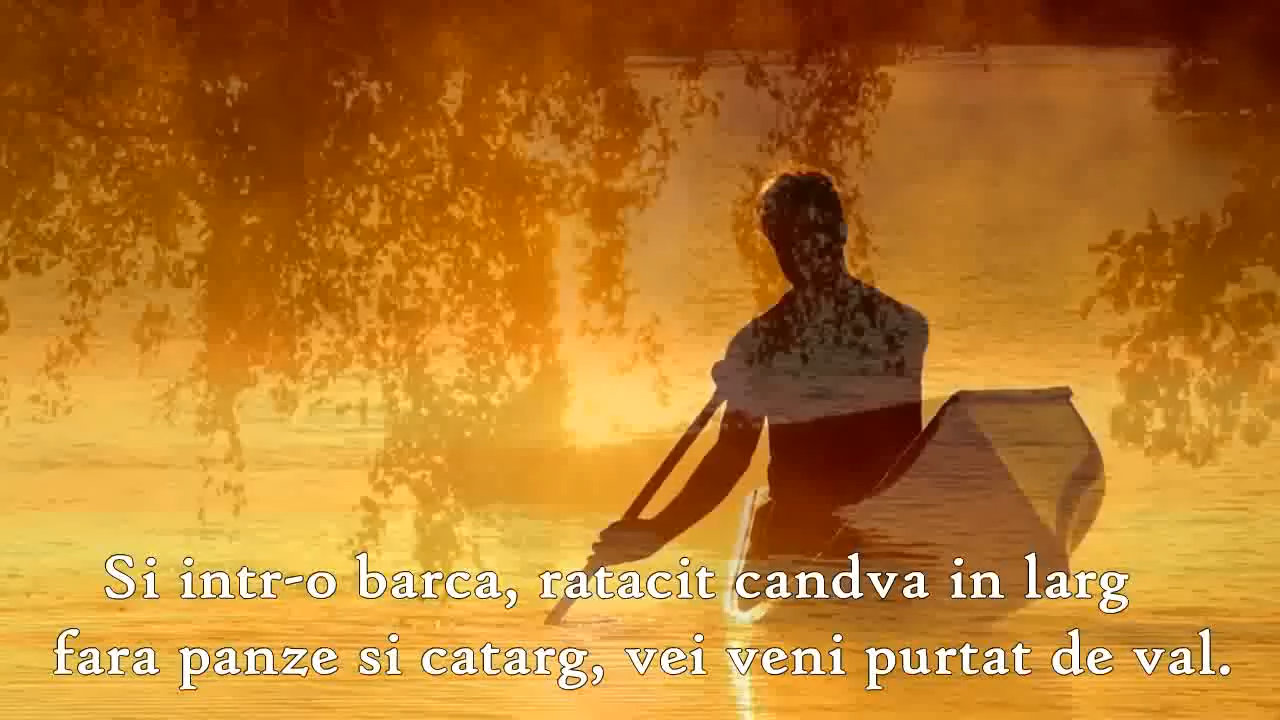 Si intr-o barca, ratacit candva in larg
fara panze si catarg, vei veni purtat de val.